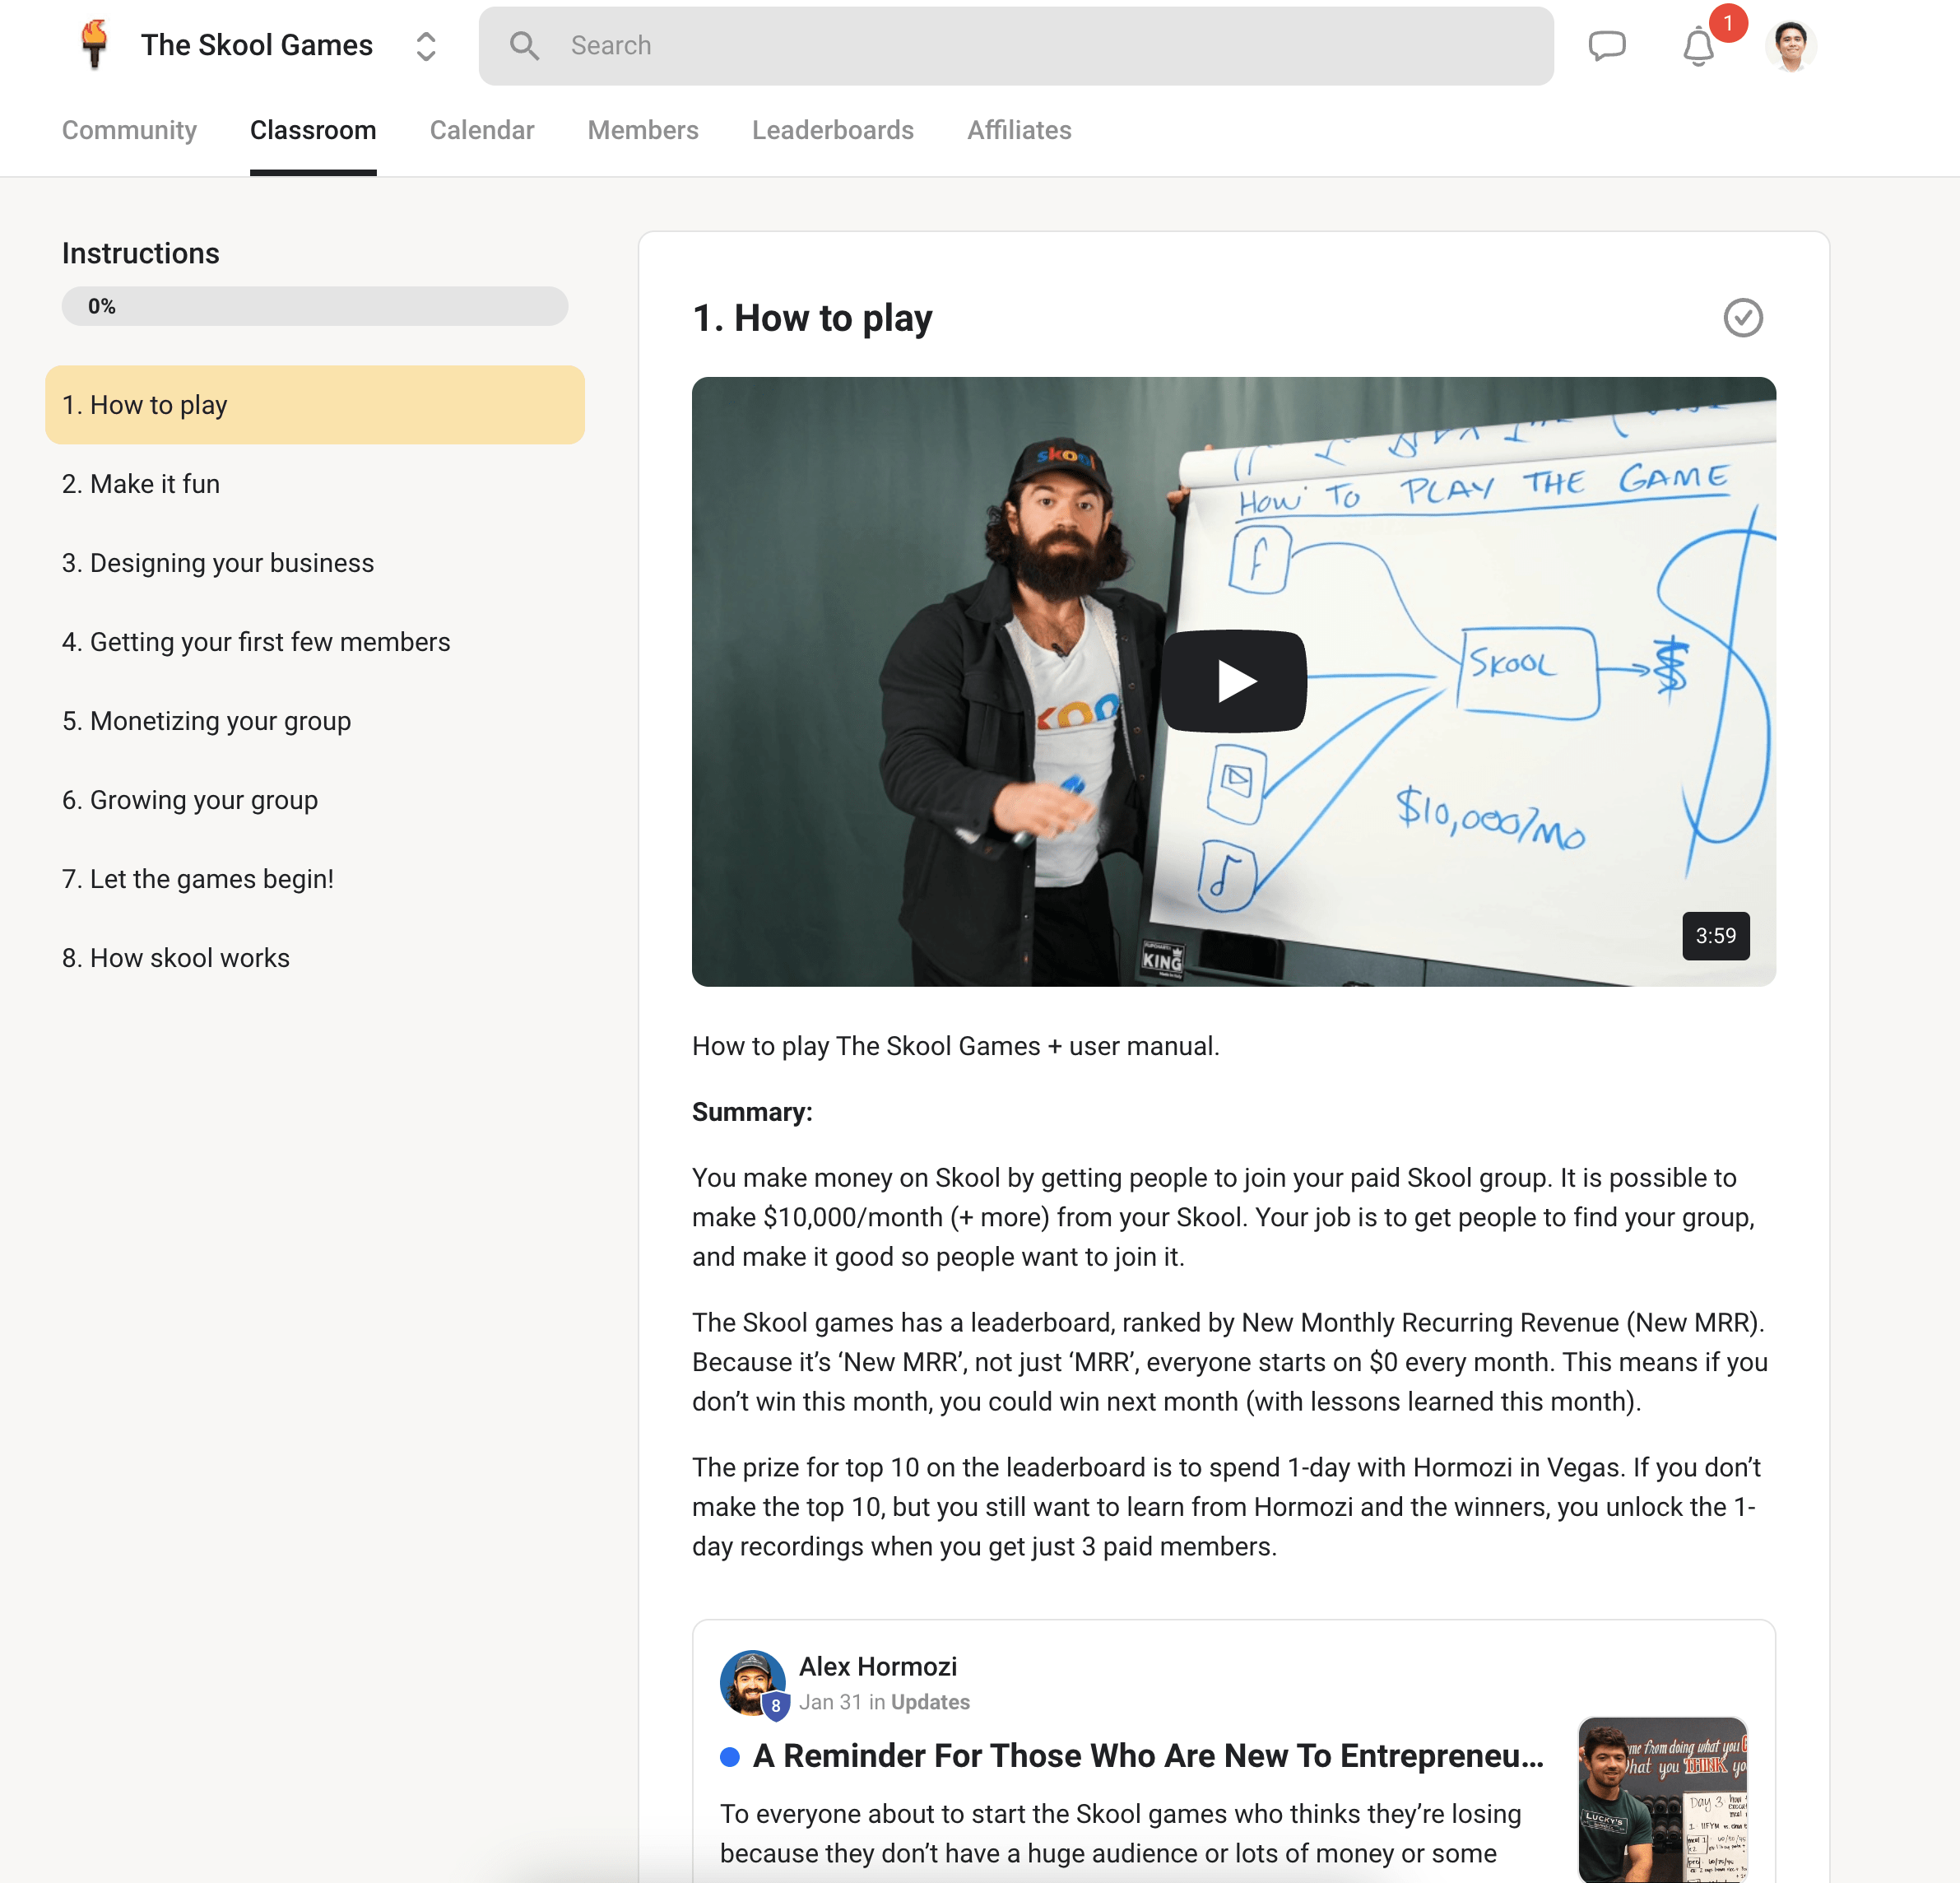 The Skool Games
Search
1
Community Classroom Calendar Members Leaderboards Affiliates
Instructions
0%
1. How to play
2. Make it fun
3. Designing your business
4. Getting your first few members
5. Monetizing your group
6. Growing your group
7. Let the games begin!
8. How skool works
1. How to play
skool
HOW TO PLAY THE GAME
f
SKOOL
$
$10,000/MO
KING
3:59
How to play The Skool Games + user manual.
Summary:
You make money on Skool by getting people to join your paid Skool group. It is possible to
make $10,000/month (+ more) from your Skool. Your job is to get people to find your group,
and make it good so people want to join it.
The Skool games has a leaderboard, ranked by New Monthly Recurring Revenue (New MRR).
Because it’s ‘New MRR’, not just ‘MRR’, everyone starts on $0 every month. This means if you
don’t win this month, you could win next month (with lessons learned this month).
The prize for top 10 on the leaderboard is to spend 1-day with Hormozi in Vegas. If you don’t
make the top 10, but you still want to learn from Hormozi and the winners, you unlock the 1-
day recordings when you get just 3 paid members.
Alex Hormozi
8
Jan 31 in Updates
A Reminder For Those Who Are New To Entrepreneu...
To everyone about to start the Skool games who thinks they’re losing
because they don’t have a huge audience or lots of money or some
from doing what you
what you THINK
LUCKY'S
Day 3